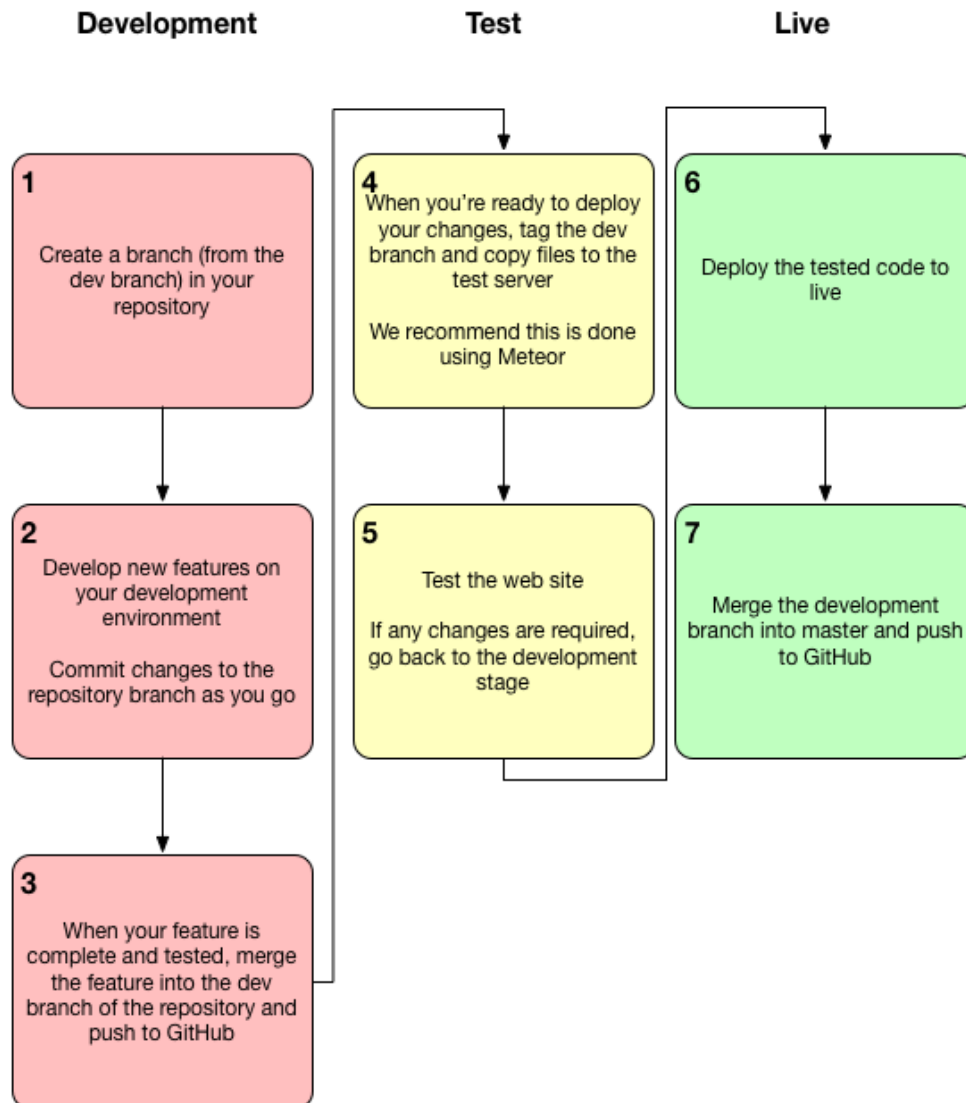 Development
Test
Live
1
Create a branch (from the
dev branch) in your
repository
2
Develop new features on
your development
environment
Commit changes to the
repository branch as you go
3
When your feature is
complete and tested, merge
the feature into the dev
branch of the repository and
push to GitHub
4
When you're ready to deploy
your changes, tag the dev
branch and copy files to the
test server
We recommend this is done
using Meteor
5
Test the web site
If any changes are required,
go back to the development
stage
6
Deploy the tested code to
live
7
Merge the development
branch into master and push
to GitHub